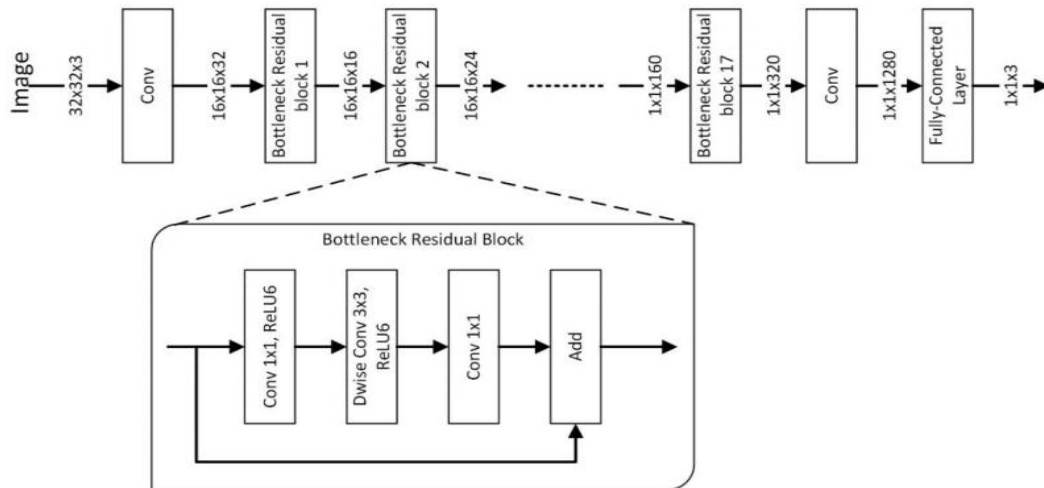 Image
32x32x3
Conv
16x16x32
Bottleneck Residual
block 1
16x16x16
Bottleneck Residual
block 2
16x16x24
1x1x160
Bottleneck Residual
block 17
1x1x320
Conv
1x1x1280
Fully-Connected
Layer
1x1x3
Bottleneck Residual Block
Conv 1x1, ReLU6
Dwise Conv 3x3,
ReLU6
Conv 1x1
Add